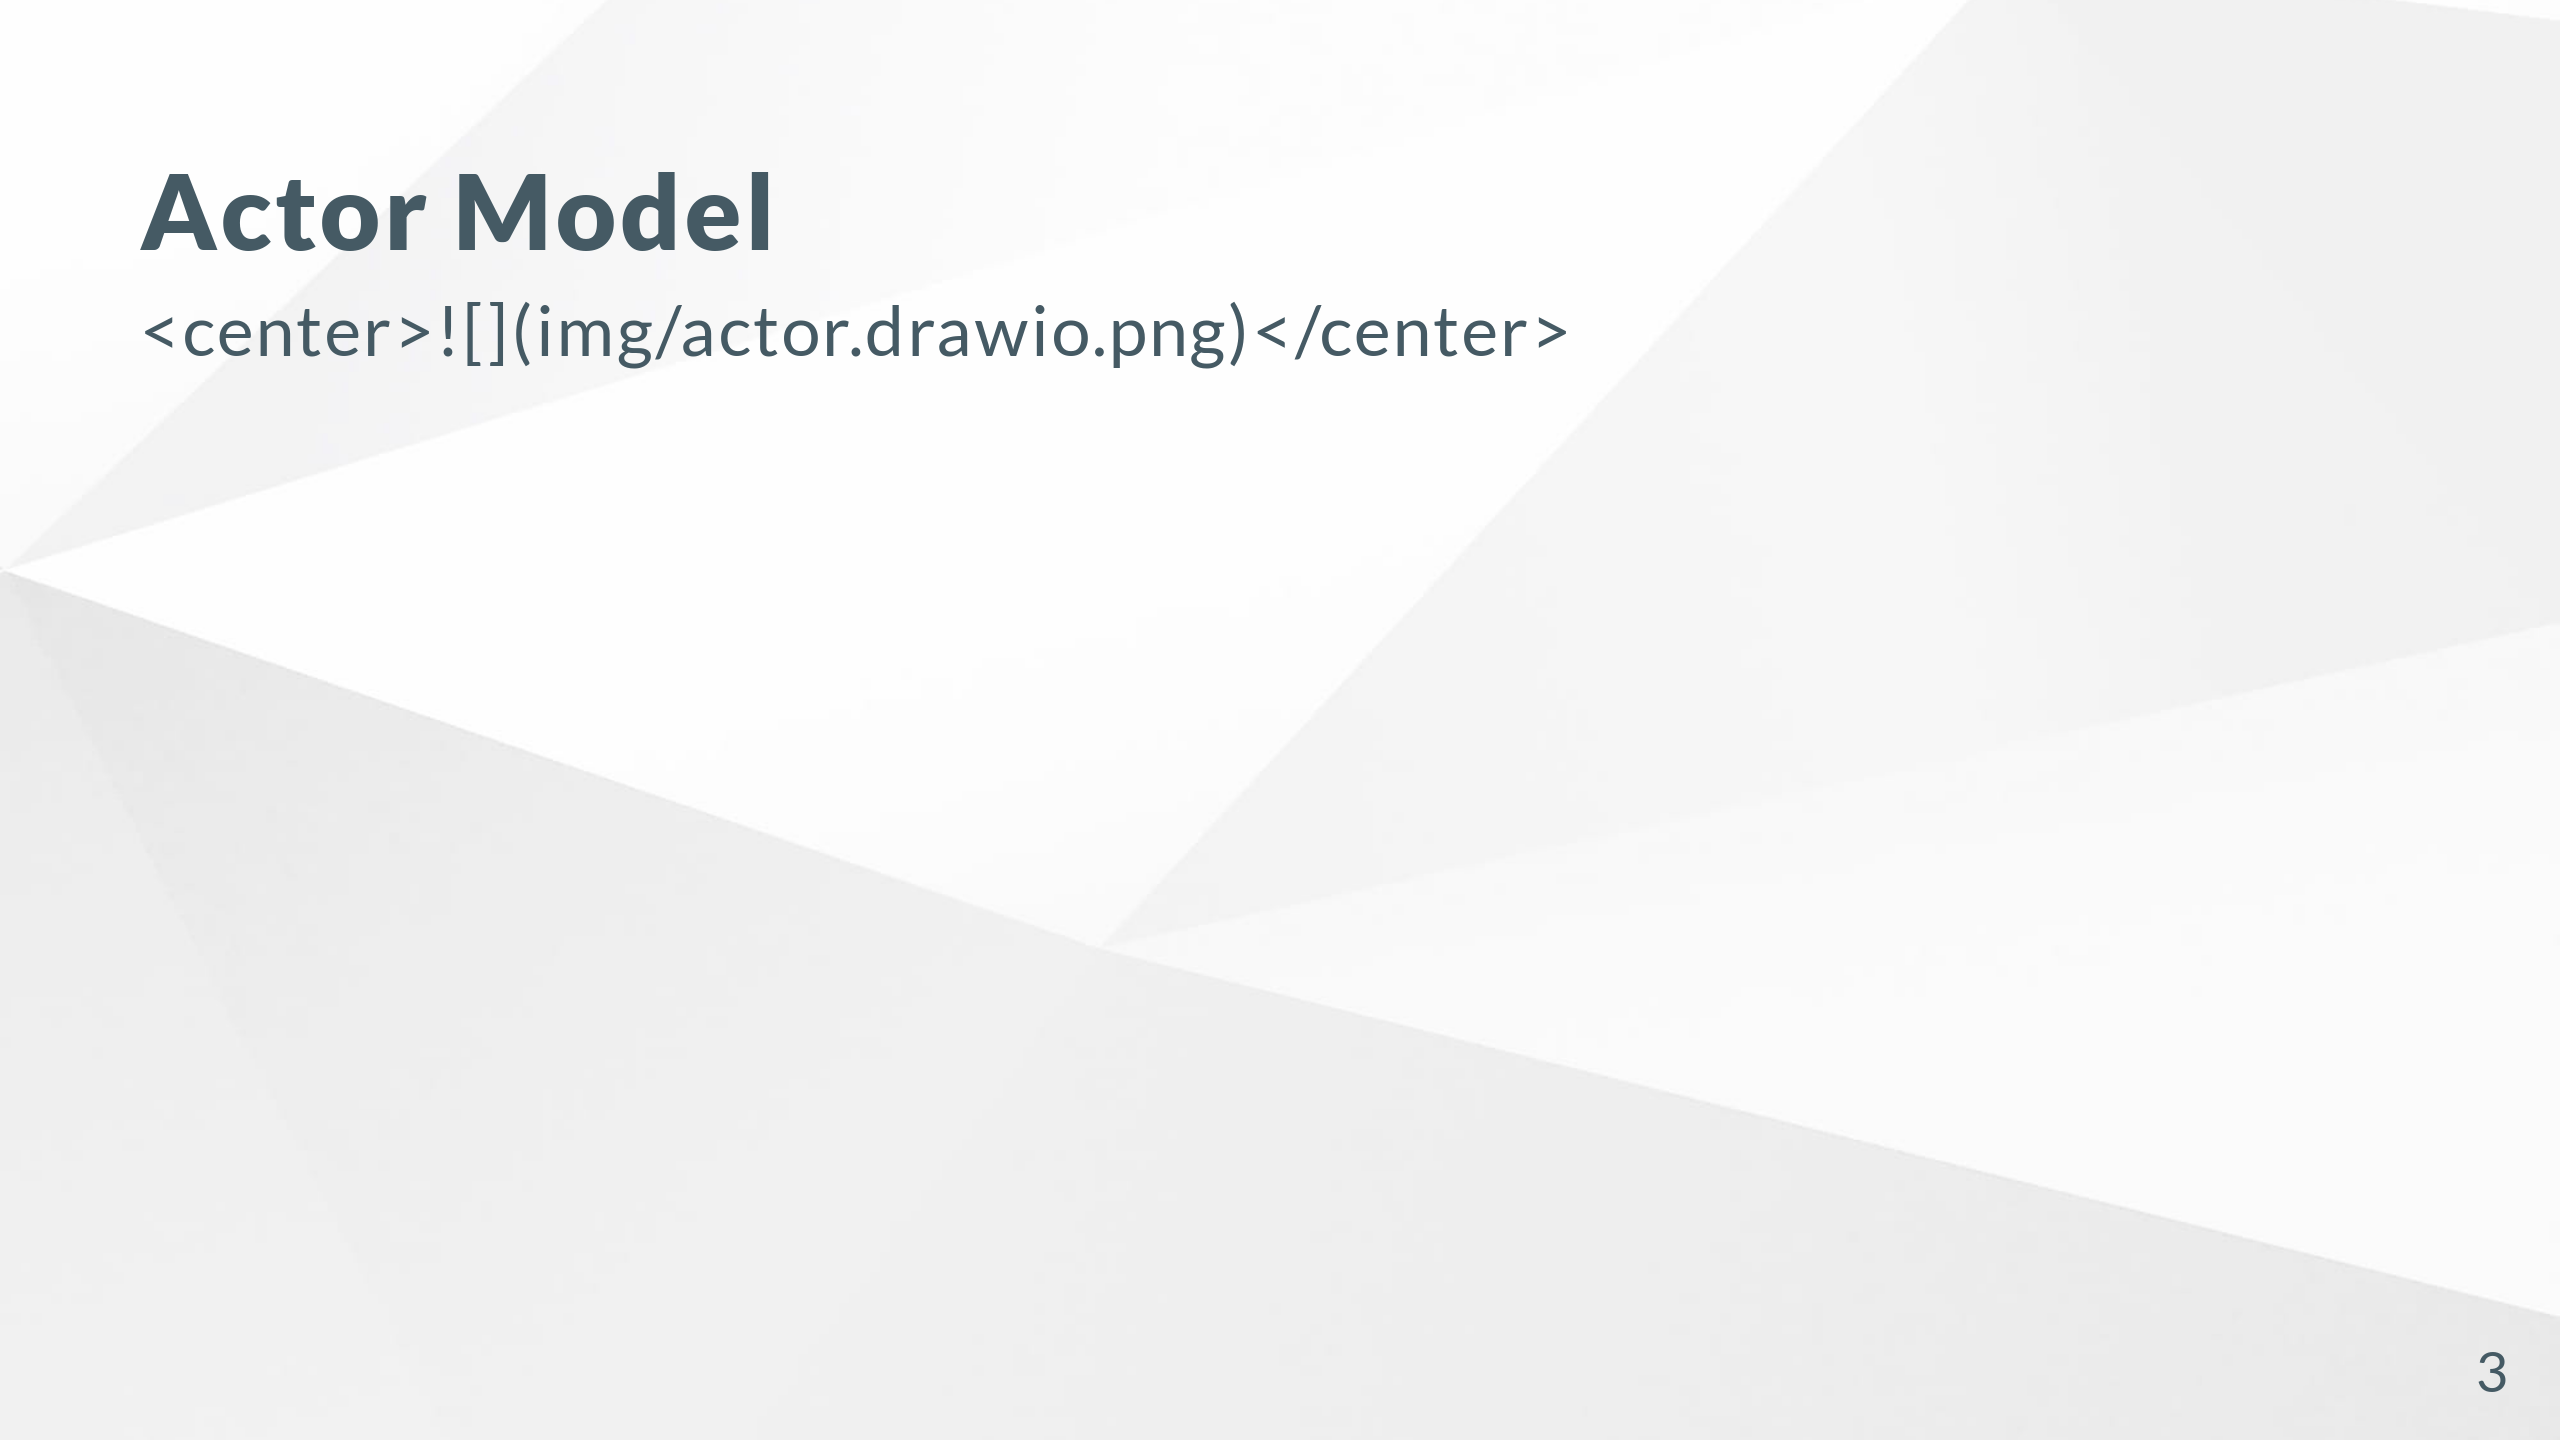 Actor Model
<center>![](img/actor.drawio.png)</center>
3